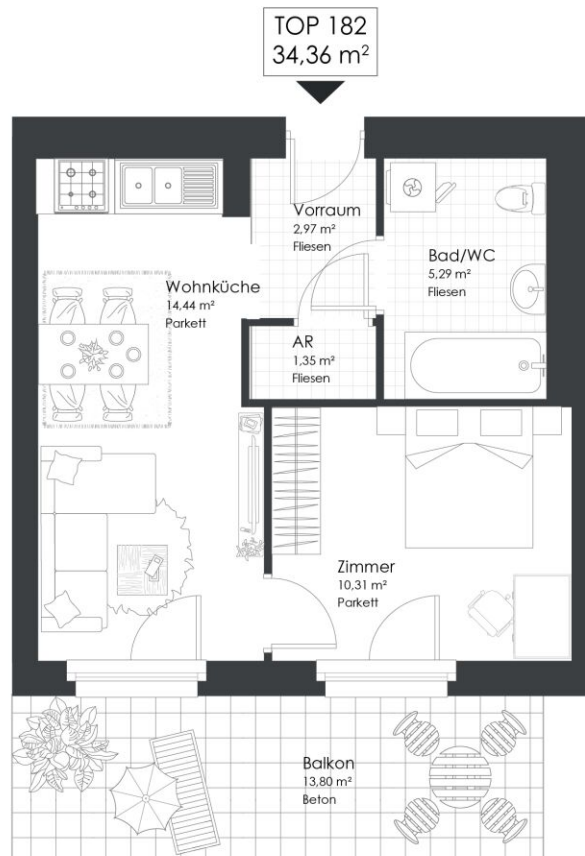 TOP 182
34,36 m²
Vorraum
2,97 m²
Fliesen
Bad/WC
5,29 m²
Fliesen
Wohnküche
14,44 m²
Parkett
AR
1,35 m²
Fliesen
Zimmer
10,31 m²
Parkett
Balkon
13,80 m²
Beton